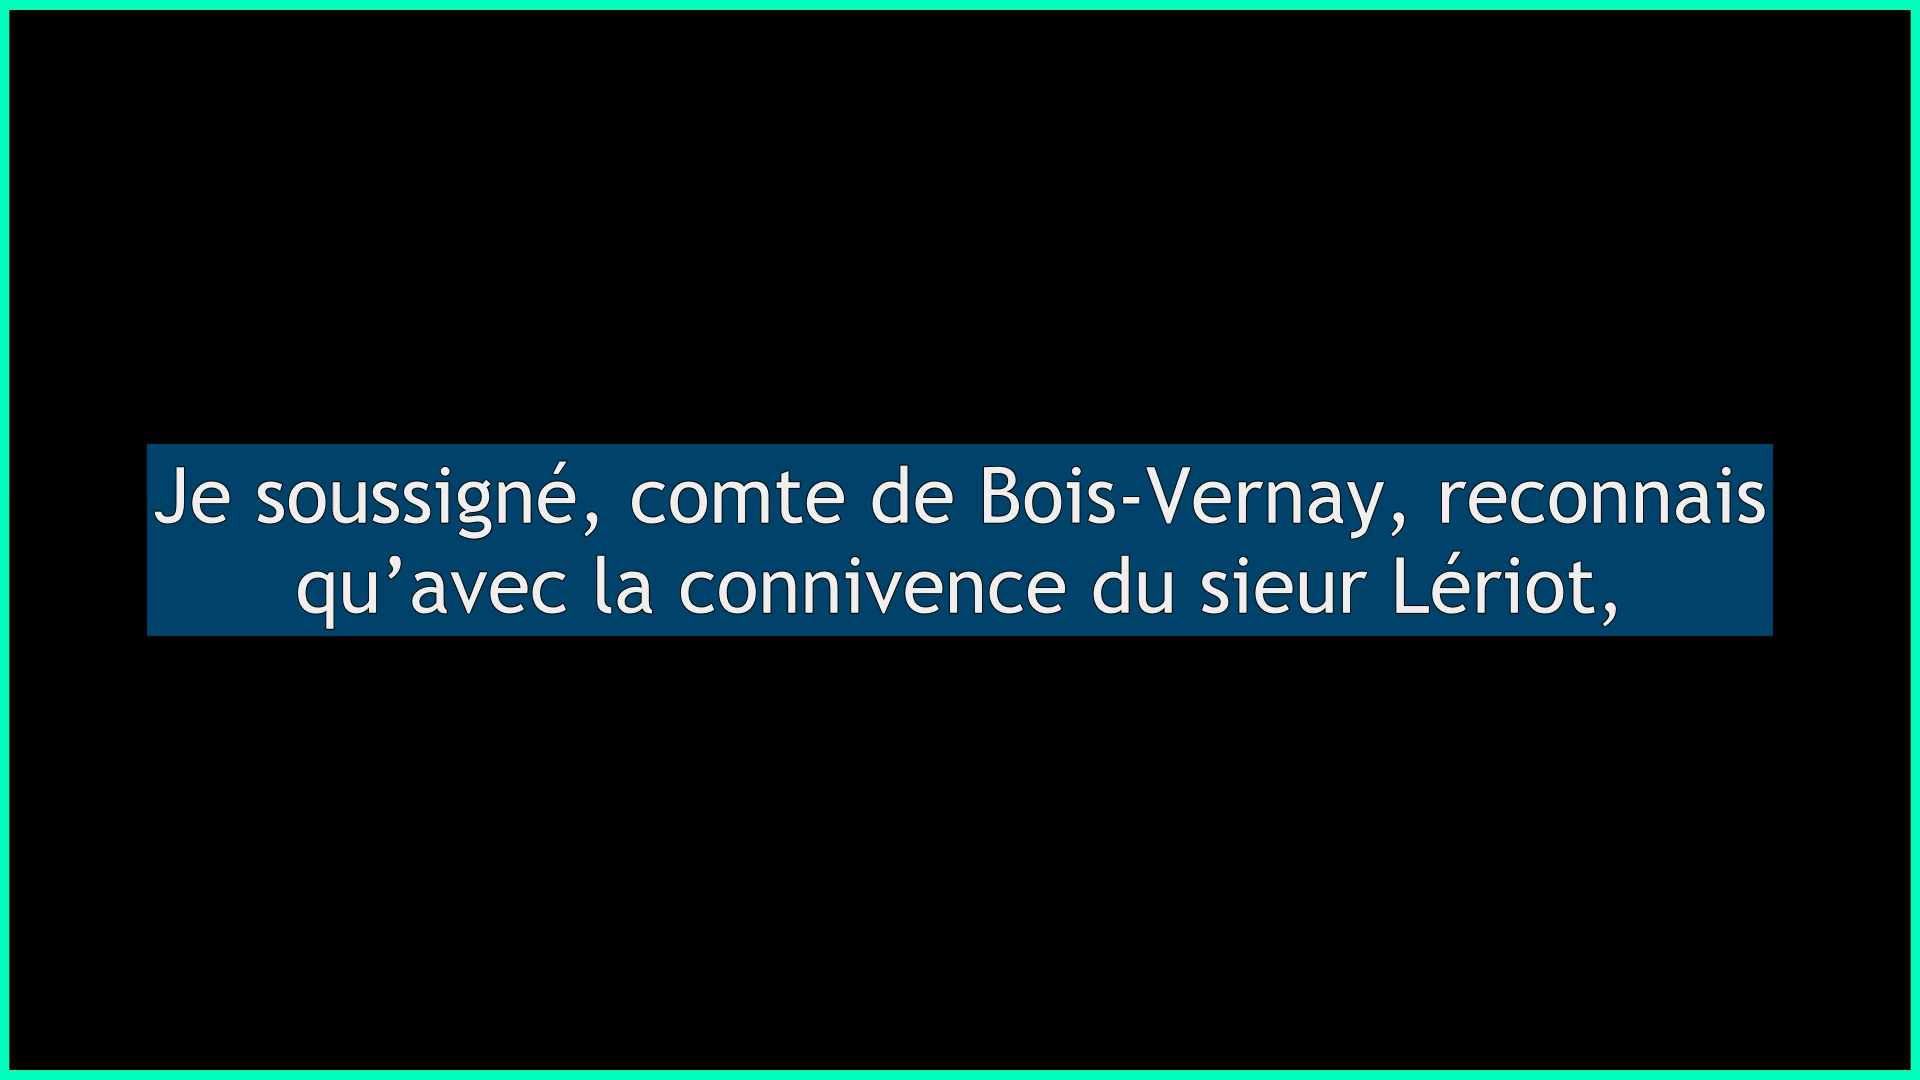 Je soussigné, comte de Bois-Vernay, reconnais
qu’avec la connivence du sieur Lériot,